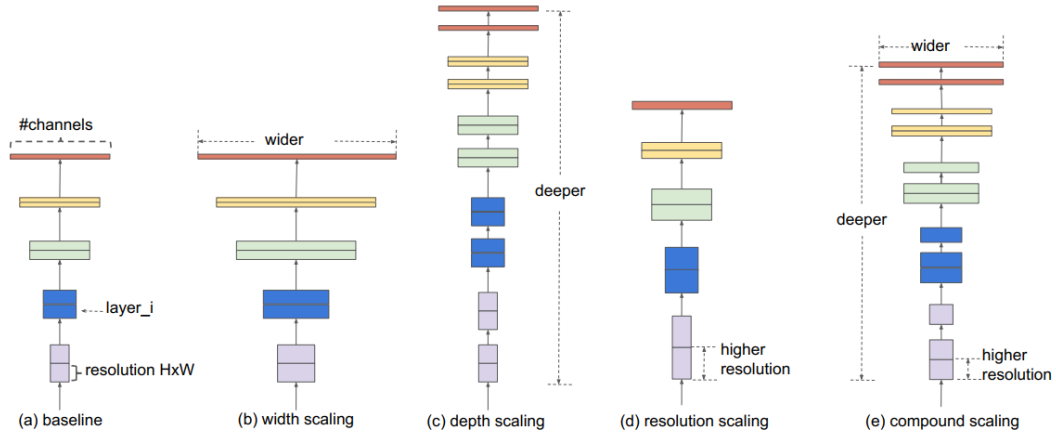 #channels
layer_i
resolution HxW
(a) baseline
wider
(b) width scaling
deeper
(c) depth scaling
higher
resolution
(d) resolution scaling
wider
deeper
higher
resolution
(e) compound scaling